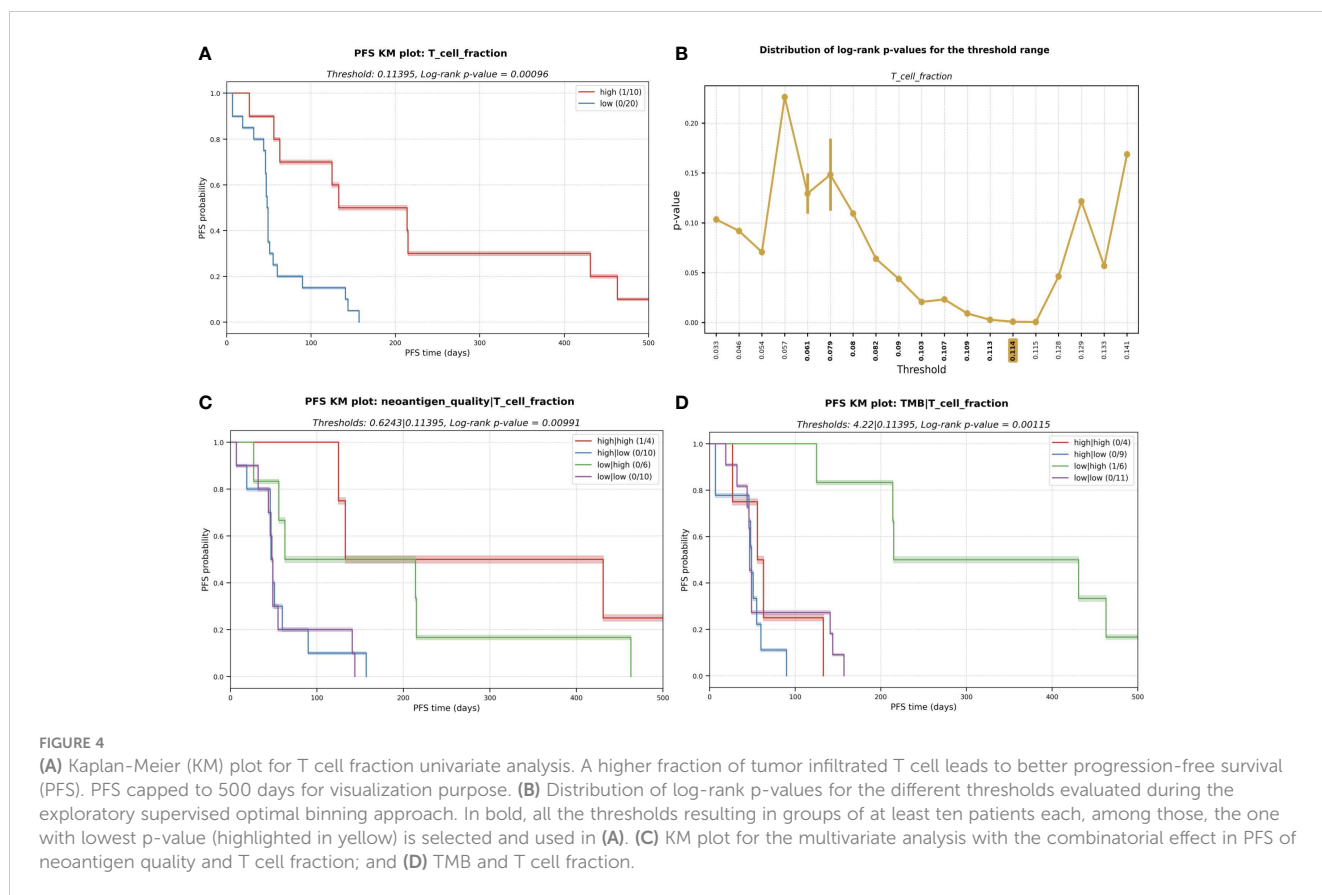 A
PFS KM plot: T_cell_fraction
Threshold: 0.11395, Log-rank p-value = 0.00096
high (1/10)
low (0/20)
1.0
0.8
0.6
0.4
0.2
0.0
PFS probability
0 100 200 300 400 500
PFS time (days)
B
Distribution of log-rank p-values for the threshold range
T_cell_fraction
0.20
0.15
0.10
0.05
0.00
p-value
0.033 0.046 0.054 0.057 0.061 0.079 0.08 0.082 0.09 0.103 0.107 0.109 0.113 0.114 0.115 0.128 0.129 0.133 0.141
Threshold
C
PFS KM plot: neoantigen_quality|T_cell_fraction
Thresholds: 0.6243|0.11395, Log-rank p-value = 0.00991
high|high (1/4)
high|low (0/10)
low|high (0/6)
low|low (0/10)
1.0
0.8
0.6
0.4
0.2
0.0
PFS probability
0 100 200 300 400 500
PFS time (days)
D
PFS KM plot: TMB|T_cell_fraction
Thresholds: 4.22|0.11395, Log-rank p-value = 0.00115
high|high (0/4)
high|low (0/9)
low|high (1/6)
low|low (0/11)
1.0
0.8
0.6
0.4
0.2
0.0
PFS probability
0 100 200 300 400 500
PFS time (days)
FIGURE 4
(A) Kaplan-Meier (KM) plot for T cell fraction univariate analysis. A higher fraction of tumor infiltrated T cell leads to better progression-free survival
(PFS). PFS capped to 500 days for visualization purpose. (B) Distribution of log-rank p-values for the different thresholds evaluated during the
exploratory supervised optimal binning approach. In bold, all the thresholds resulting in groups of at least ten patients each, among those, the one
with lowest p-value (highlighted in yellow) is selected and used in (A). (C) KM plot for the multivariate analysis with the combinatorial effect in PFS of
neoantigen quality and T cell fraction; and (D) TMB and T cell fraction.